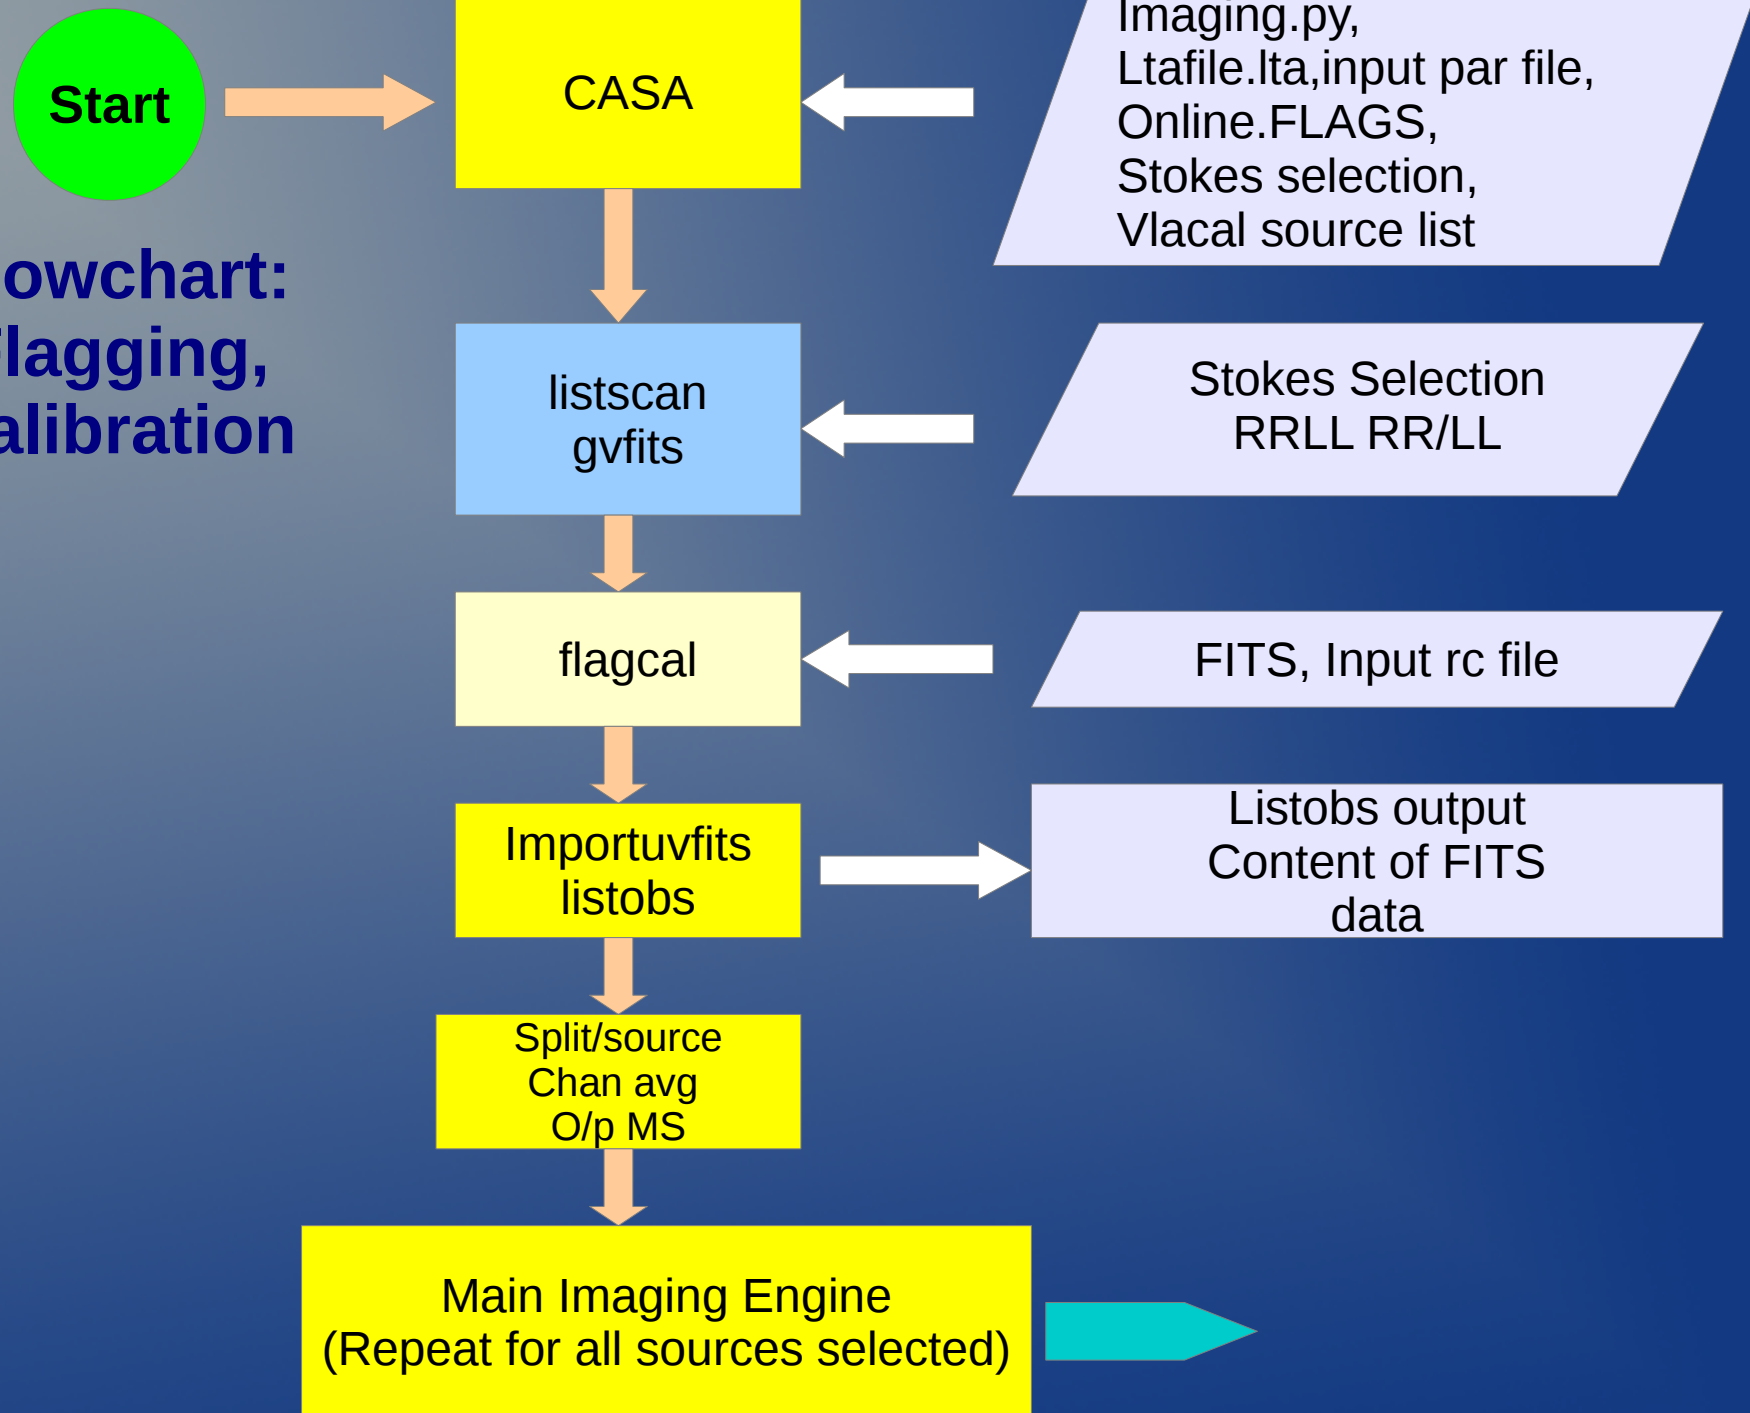 Start
CASA
Imaging.py,
Ltafile.lta,input par file,
Online.FLAGS,
Stokes selection,
Vlacal source list
owchart:
lagging,
alibration
listscan
gvfits
Stokes Selection
RRLL RR/LL
flagcal
FITS, Input rc file
Importuvfits
listobs
Listobs output
Content of FITS
data
Split/source
Chan avg
O/p MS
Main Imaging Engine
(Repeat for all sources selected)